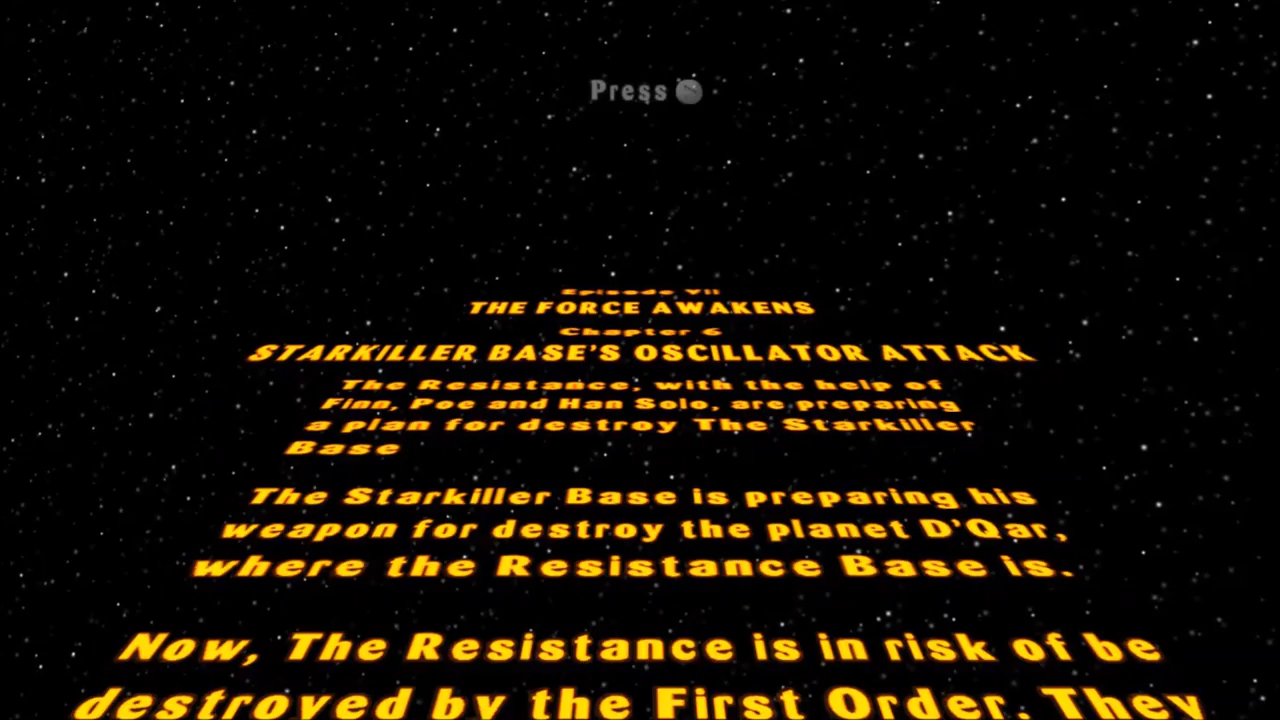 Press
Episode VII
THE FORCE AWAKENS
Chapter 6
STARKILLER BASE'S OSCILLATOR ATTACK
The Resistance, with the help of
Finn, Poe and Han Solo, are preparing
a plan for destroy The Starkiller
Base
The Starkiller Base is preparing his
weapon for destroy the planet D'Qar,
where the Resistance Base is.
Now, The Resistance is in risk of be
destroyed by the First Order. They